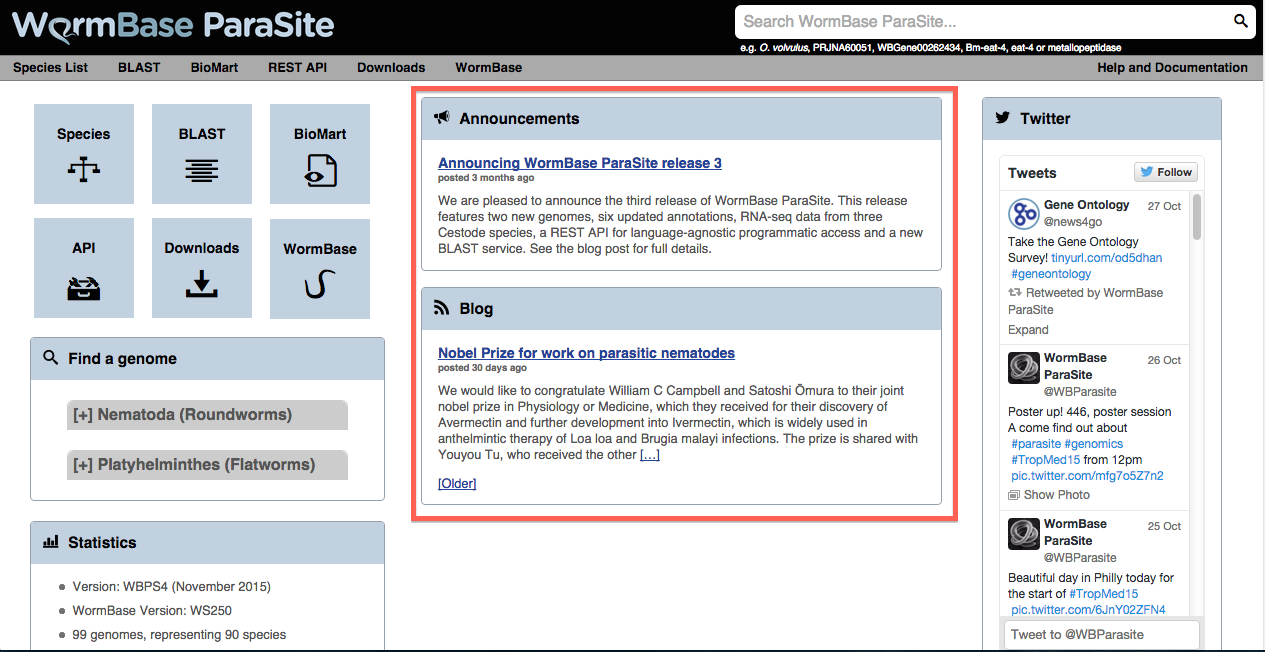 WormBase ParaSite
Search WormBase ParaSite...
e.g. O. volvulus, PRJNA60051, WBGene00262434, Bm-eat-4, eat-4 or metallopeptidase
Species List BLAST BioMart REST API Downloads WormBase Help and Documentation
Species BLAST BioMart
API Downloads WormBase
Find a genome
[+] Nematoda (Roundworms)
[+] Platyhelminthes (Flatworms)
Statistics
Version: WBPS4 (November 2015)
WormBase Version: WS250
99 genomes, representing 90 species
Announcements
Announcing WormBase ParaSite release 3
posted 3 months ago
We are pleased to announce the third release of WormBase ParaSite. This release
features two new genomes, six updated annotations, RNA-seq data from three
Cestode species, a REST API for language-agnostic programmatic access and a new
BLAST service. See the blog post for full details.
Blog
Nobel Prize for work on parasitic nematodes
posted 30 days ago
We would like to congratulate William C Campbell and Satoshi Ōmura to their joint
nobel prize in Physiology or Medicine, which they received for their discovery of
Avermectin and further development into Ivermectin, which is widely used in
anthelmintic therapy of Loa loa and Brugia malayi infections. The prize is shared with
Youyou Tu, who received the other [...]
[Older]
Twitter
Tweets Follow
Gene Ontology 27 Oct
@news4go
Take the Gene Ontology
Survey! tinyurl.com/od5dhan
#geneontology
Retweeted by WormBase
ParaSite
Expand
WormBase 26 Oct
ParaSite
@WBParasite
Poster up! 446, poster session
A come find out about
#parasite #genomics
#TropMed15 from 12pm
pic.twitter.com/mfg7o5Z7n2
Show Photo
WormBase 25 Oct
ParaSite
@WBParasite
Beautiful day in Philly today for
the start of #TropMed15
pic.twitter.com/6JnY02ZFN4
Tweet to @WBParasite